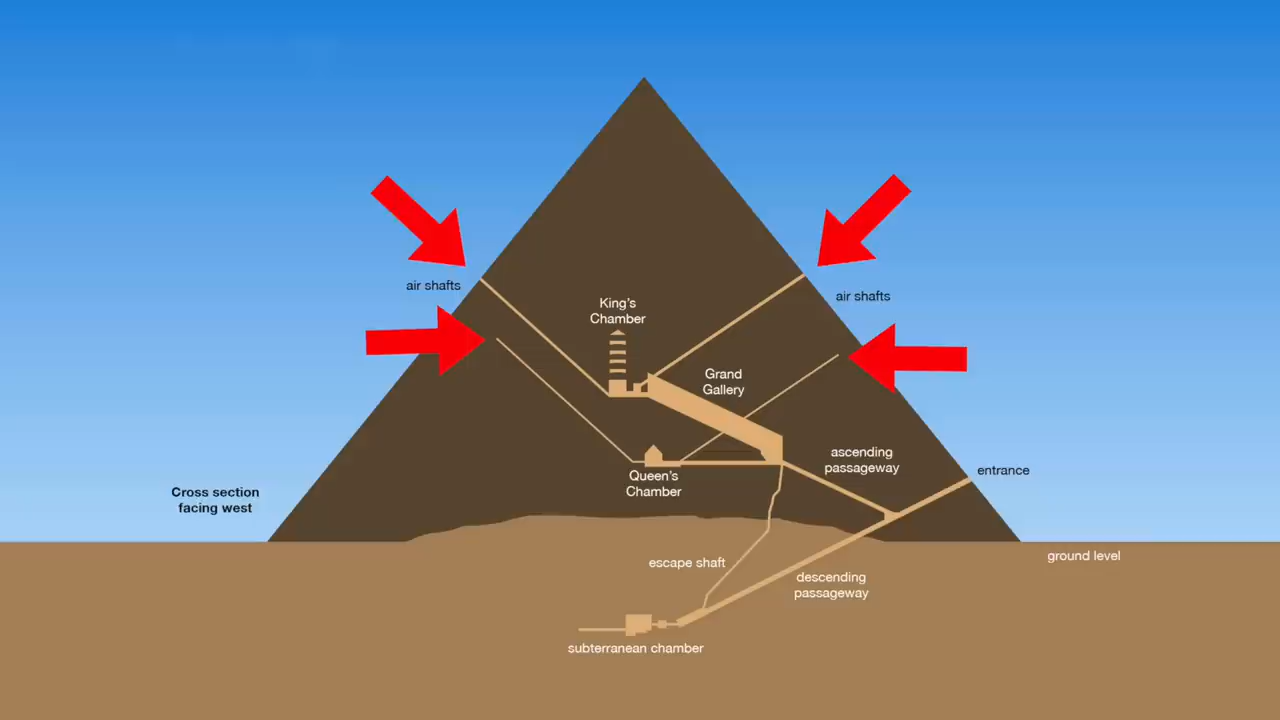 air shafts
air shafts
King's
Chamber
Grand
Gallery
ascending
passageway
entrance
Queen's
Chamber
Cross section
facing west
ground level
escape shaft
descending
passageway
subterranean chamber